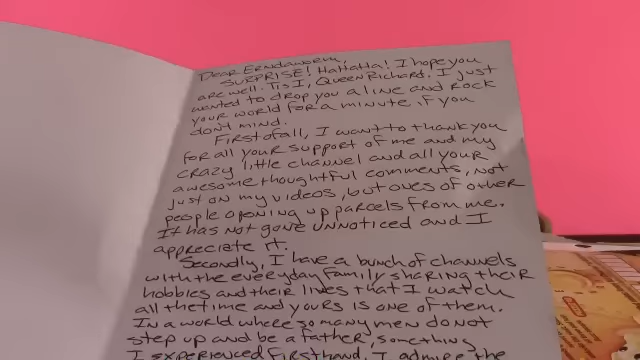 Dear Erndaworm,
SURPRISE! HaHaHa! I hope you
are well. Tis I, Queen Richard. I just
wanted to drop you a line and rock
your world for a minute, if you
don't mind.
First of all, I want to thank you
for all your support of me and my
crazy little channel and all your
awesome thoughtful comments, not
just on my videos, but ones of other
people opening up parcels from me.
It has not gone unnoticed and I
appreciate it.
Secondly, I have a bunch of channels
with the everyday family sharing their
hobbies and their lives that I watch
all the time and yours is one of them.
In a world where so many men do not
step up and be a father, something
I experienced firsthand, I admire the